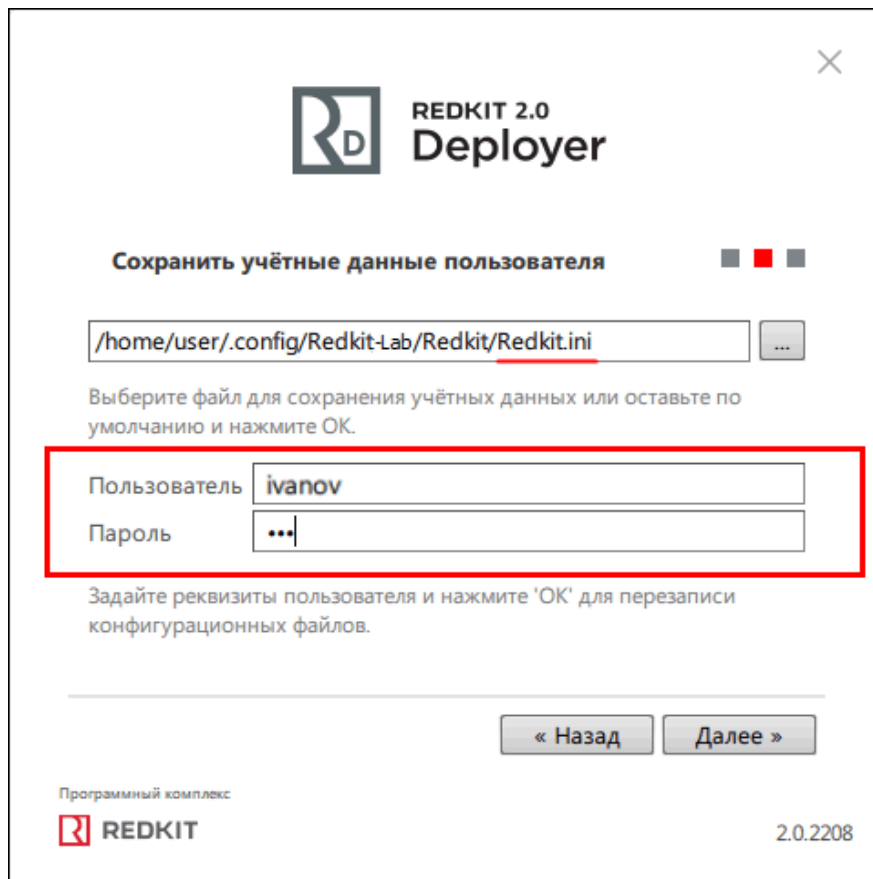 REDKIT 2.0
Deployer
Сохранить учётные данные пользователя
/home/user/.config/Redkit-Lab/Redkit/Redkit.ini
...
Выберите файл для сохранения учётных данных или оставьте по
умолчанию и нажмите ОК.
Пользователь ivanov
Пароль •••
Задайте реквизиты пользователя и нажмите 'ОК' для перезаписи
конфигурационных файлов.
« Назад
Далее »
Программный комплекс
REDKIT
2.0.2208